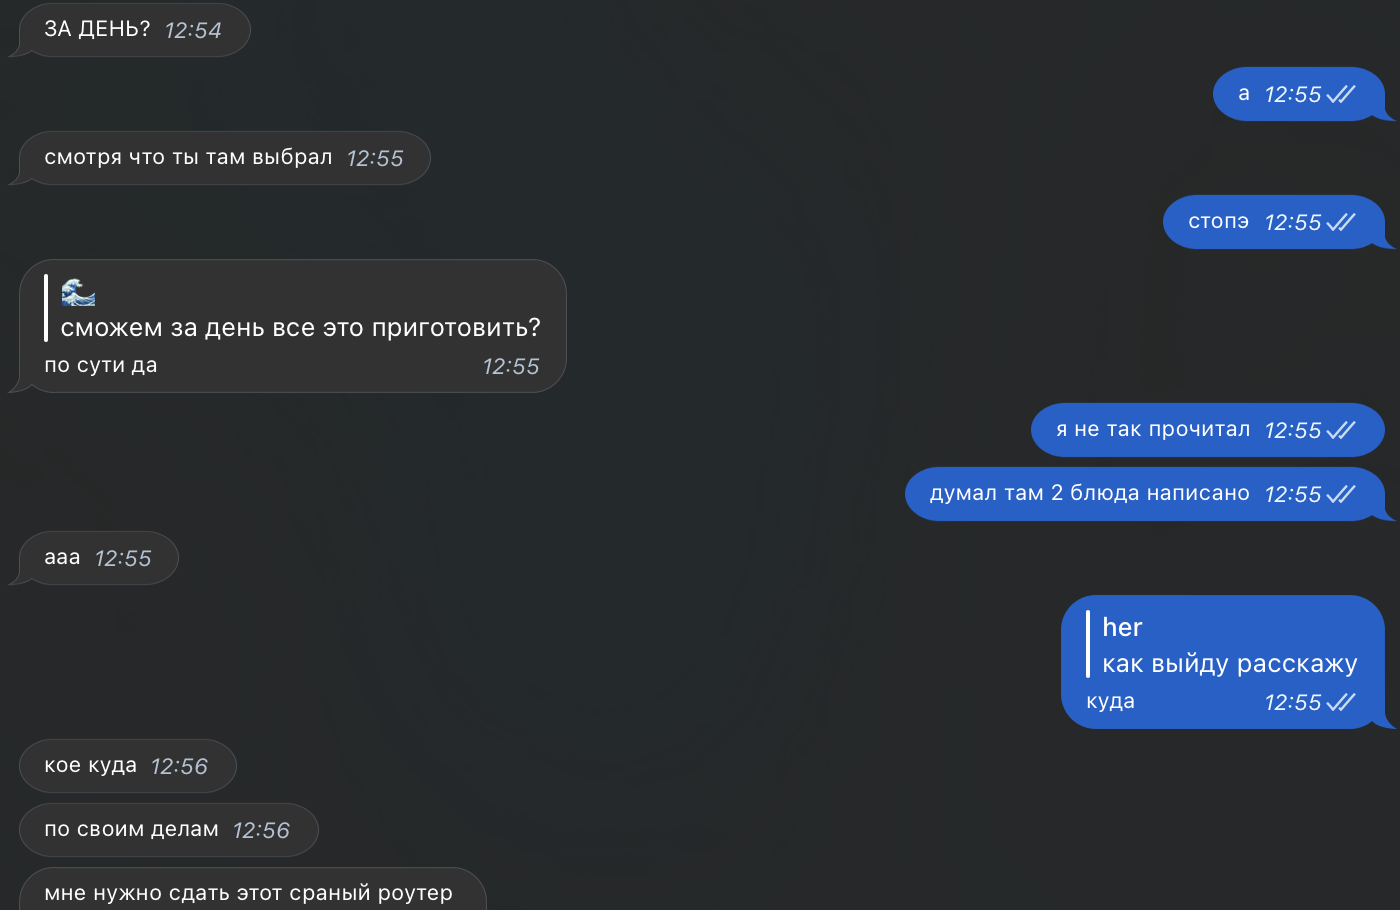 ЗА ДЕНЬ? 12:54
а 12:55
смотря что ты там выбрал 12:55
стопэ 12:55
🌊
сможем за день все это приготовить?
по сути да 12:55
я не так прочитал 12:55
думал там 2 блюда написано 12:55
ааа 12:55
her
как выйду расскажу
куда 12:55
кое куда 12:56
по своим делам 12:56
мне нужно сдать этот сраный роутер